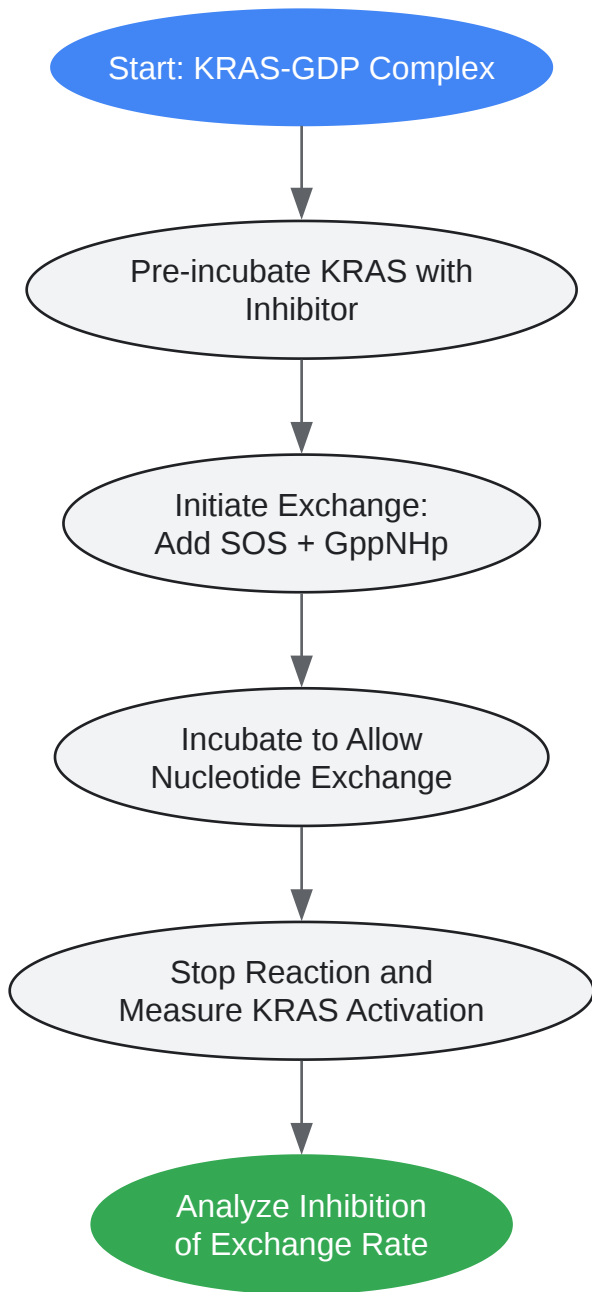 Start: KRAS-GDP Complex
Pre-incubate KRAS with
Inhibitor
Initiate Exchange:
Add SOS + GppNHp
Incubate to Allow
Nucleotide Exchange
Stop Reaction and
Measure KRAS Activation
Analyze Inhibition
of Exchange Rate